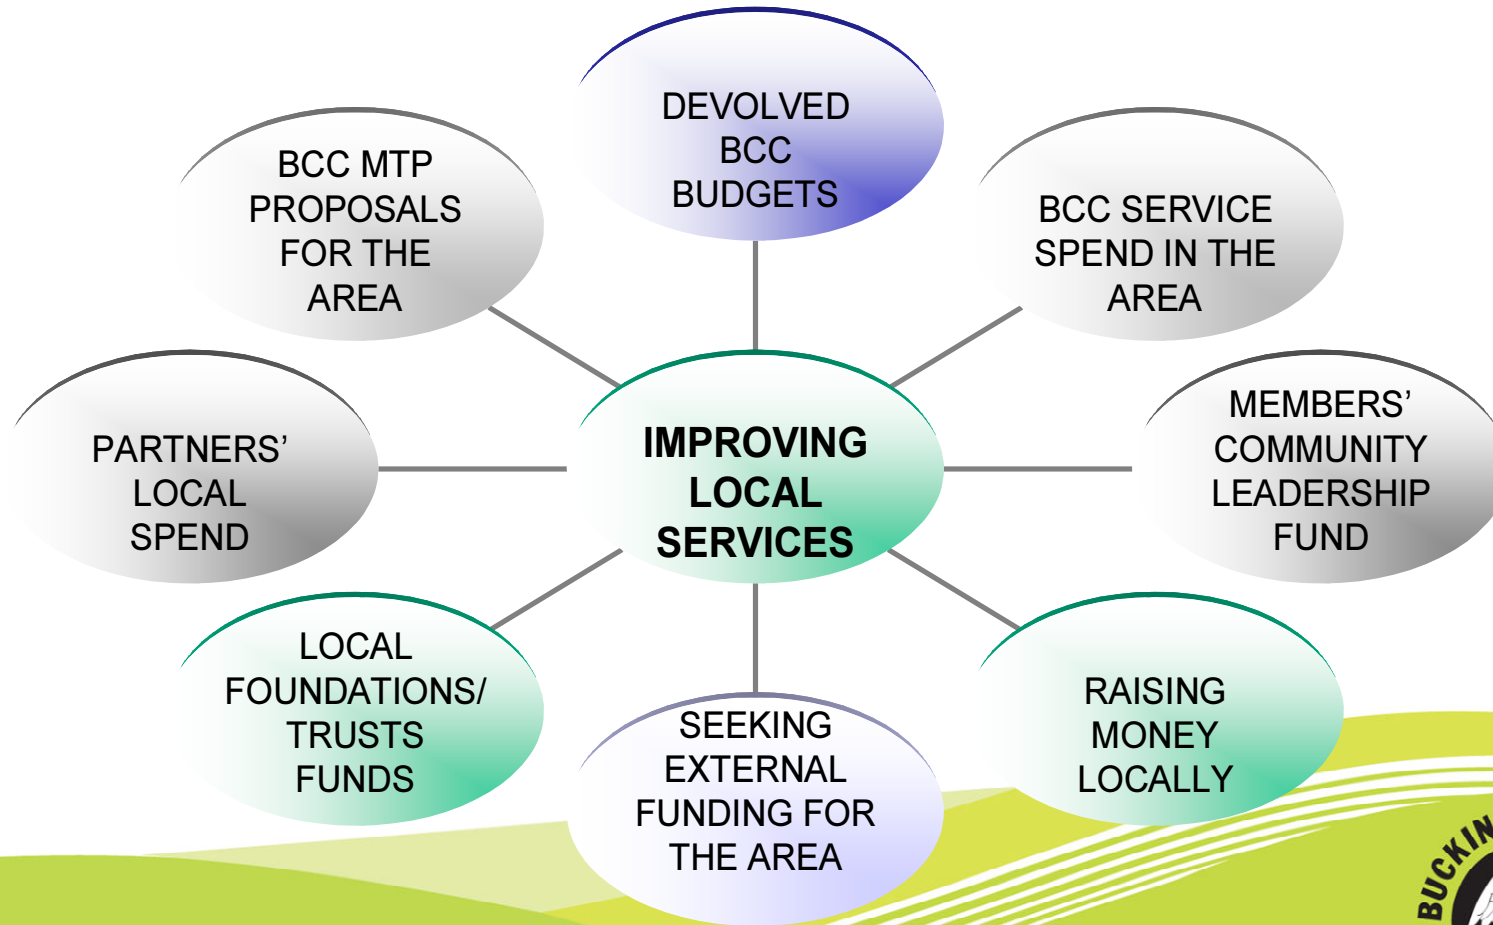 DEVOLVED
BCC
BUDGETS
BCC MTP
PROPOSALS
FOR THE
AREA
BCC SERVICE
SPEND IN THE
AREA
PARTNERS’
LOCAL
SPEND
IMPROVING
LOCAL
SERVICES
MEMBERS’
COMMUNITY
LEADERSHIP
FUND
LOCAL
FOUNDATIONS/
TRUSTS
FUNDS
SEEKING
EXTERNAL
FUNDING FOR
THE AREA
RAISING
MONEY
LOCALLY
BUCKIN